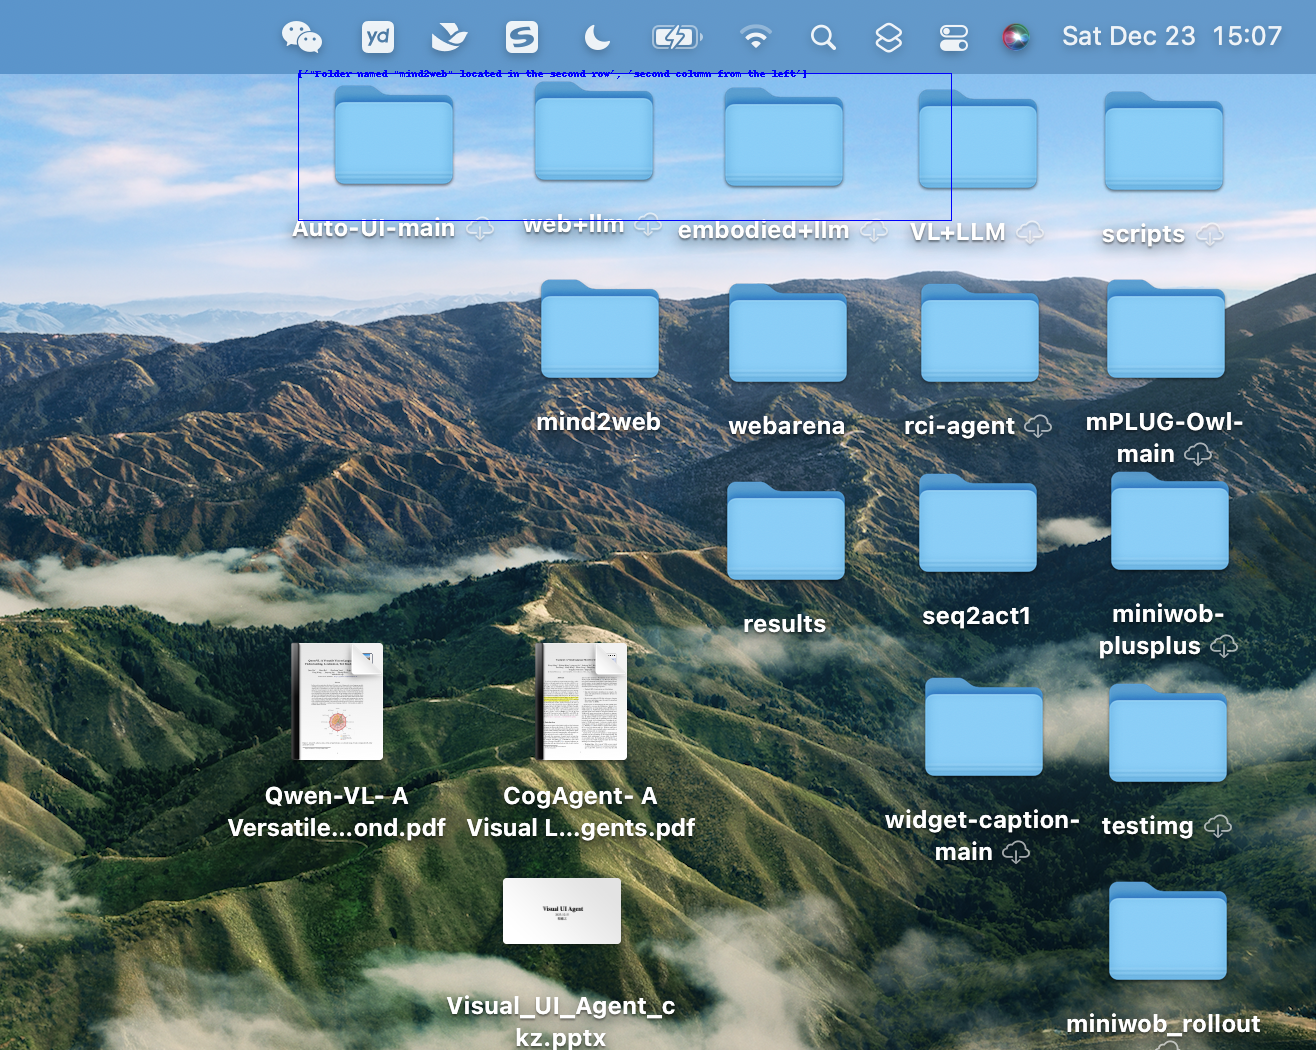 yd
S
Sat Dec 23 15:07
['"Folder named "mind2web" located in the second row', 'second column from the left']
Auto-UI-main
web+llm
embodied+llm
VL+LLM
scripts
mind2web
webarena
rci-agent
mPLUG-Owl-
main
results
seq2act1
miniwob-
plusplus
Qwen-VL- A
Versatile...ond.pdf
CogAgent- A
Visual L...gents.pdf
widget-caption-
main
testimg
Visual UI Agent
Visual_UI_Agent_c
kz.pptx
miniwob_rollout